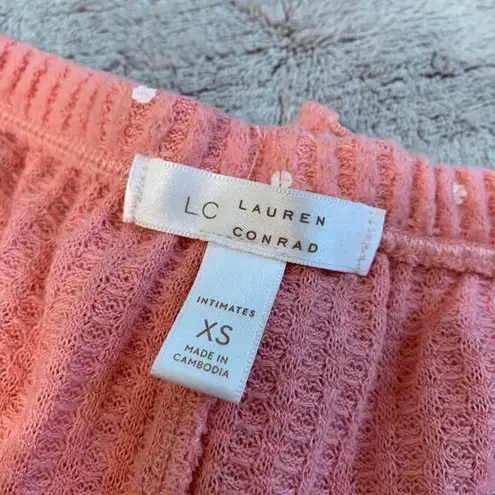 LC LAUREN
CONRAD
INTIMATES
XS
MADE IN
CAMBODIA